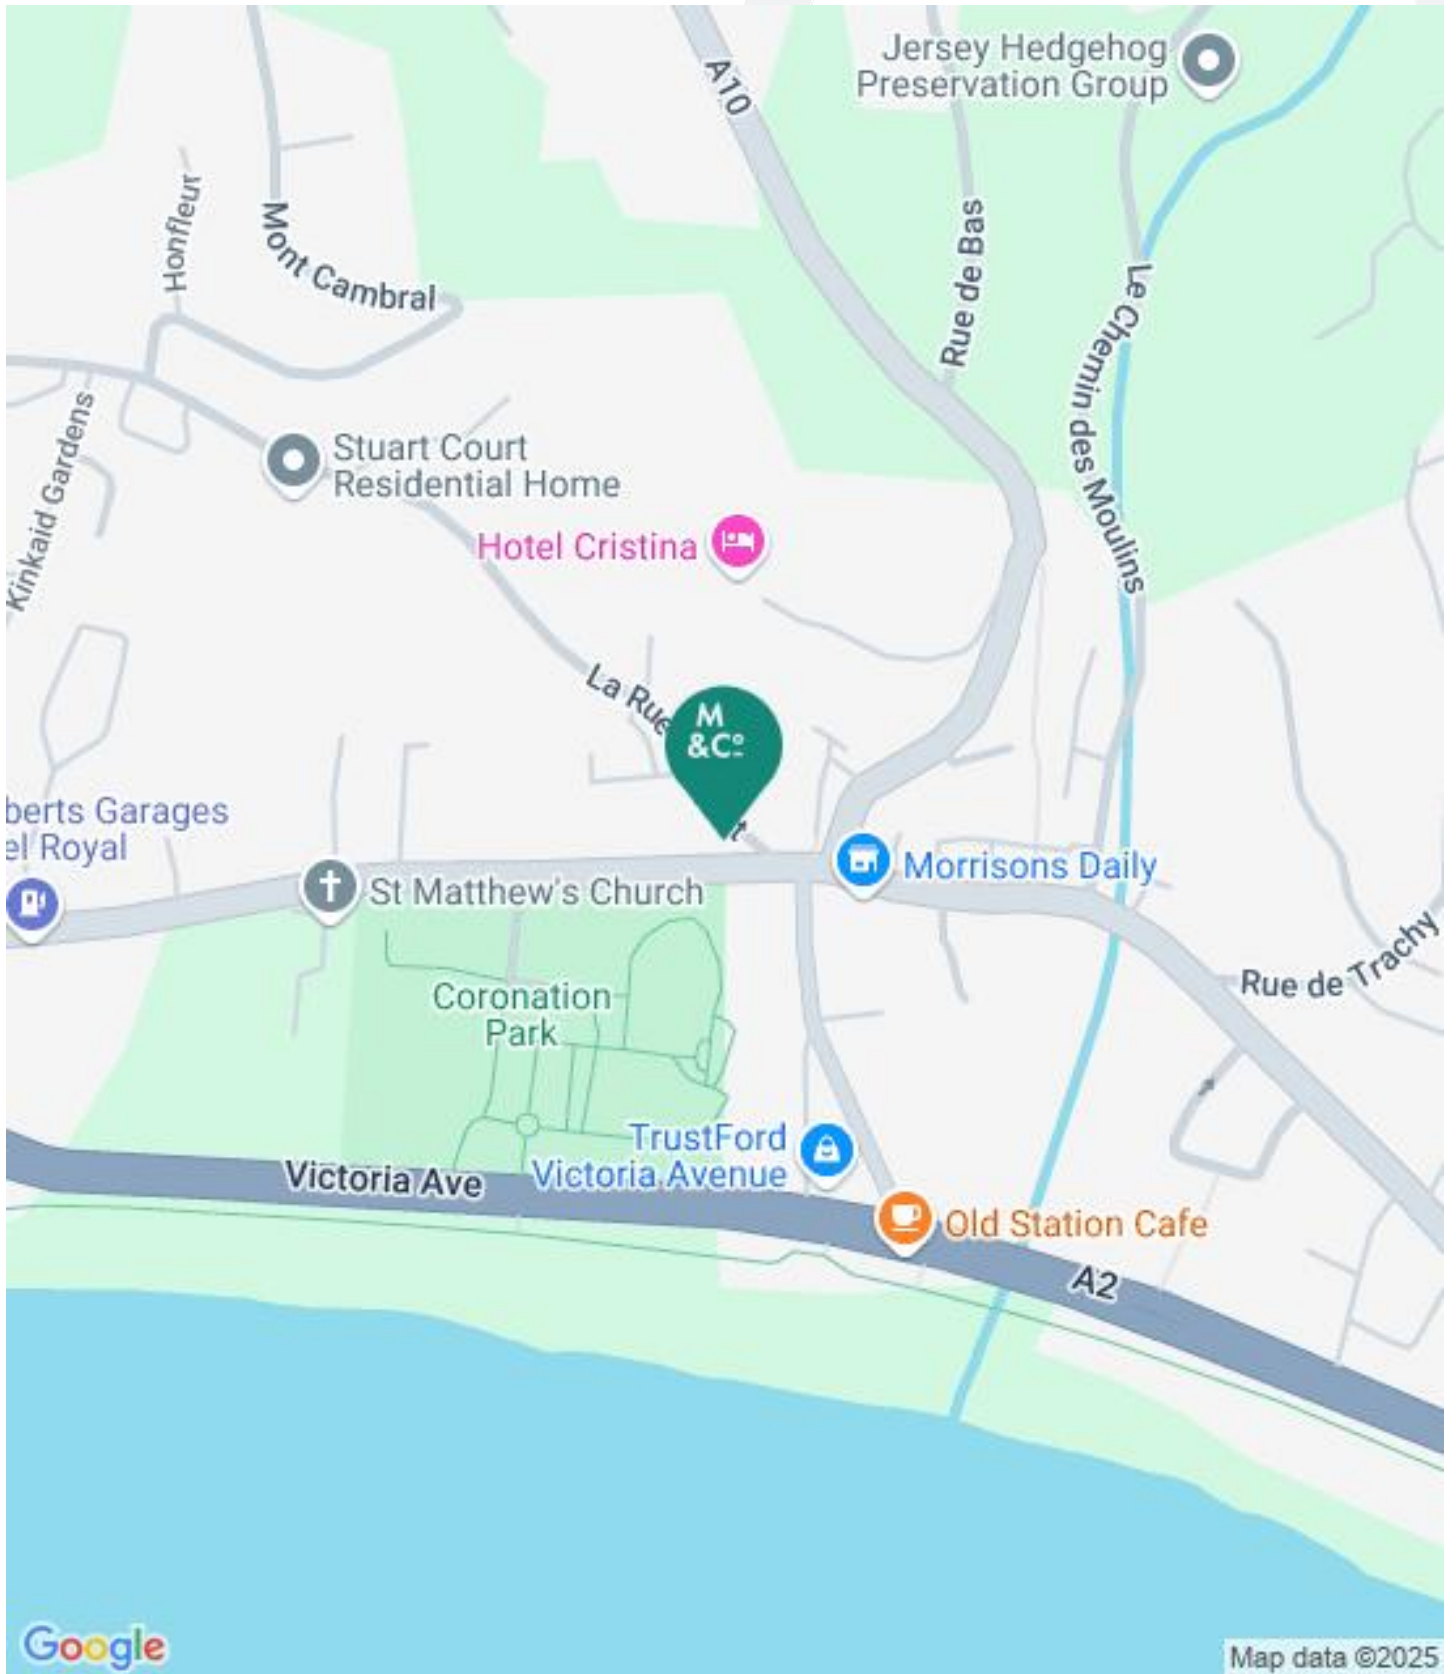 Jersey Hedgehog
Preservation Group
A10
Honfleur
Mont Cambral
Rue de Bas
Le Chemin des Moulins
Kinkaid Gardens
Stuart Court
Residential Home
Hotel Cristina
La Rue
M
&Co
t
berts Garages
el Royal
St Matthew's Church
Morrisons Daily
Rue de Trachy
Coronation
Park
TrustFord
Victoria Avenue
Victoria Ave
Old Station Cafe
A2
Google
Map data ©2025